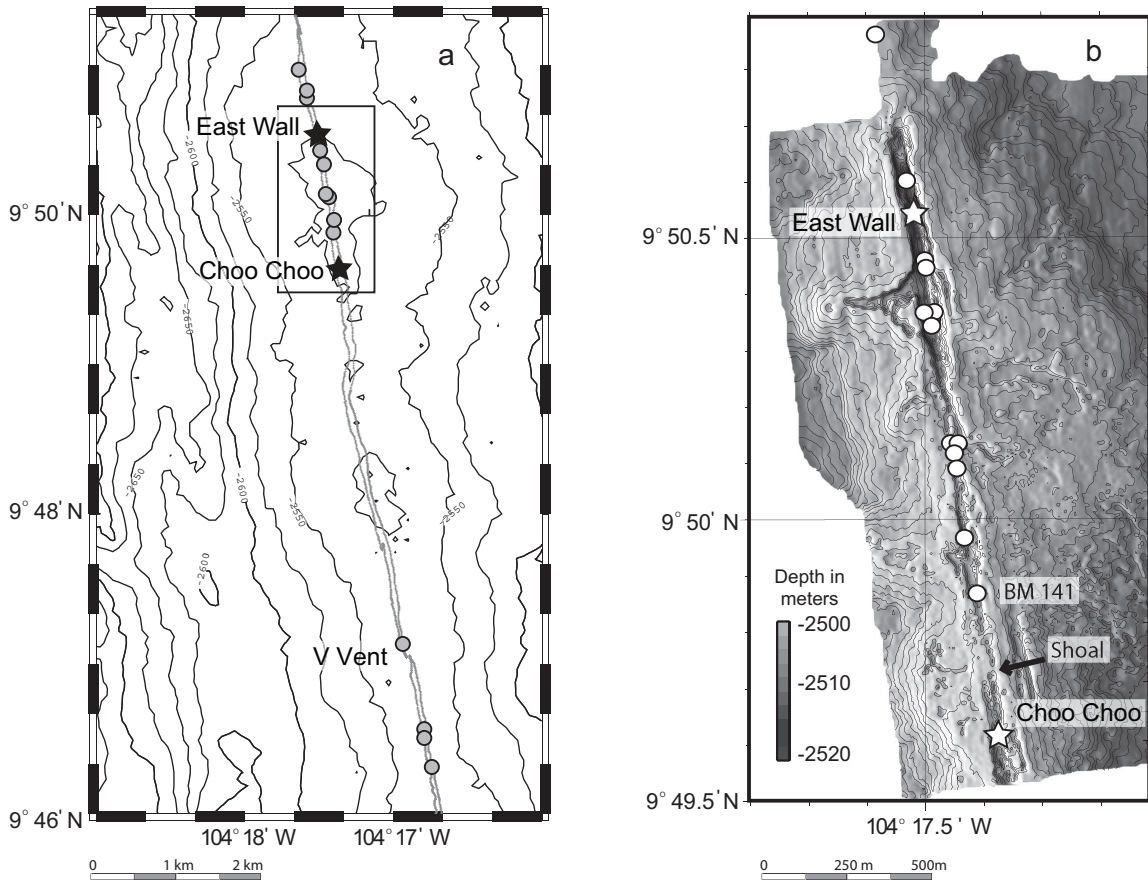 a
East Wall
Choo Choo
V Vent
-2600
-2550
-2550
-2650
-2650
-2600
-2550
-2550
-2600
9° 50' N
9° 48' N
9° 46' N
104° 18' W
104° 17' W
0
1 km
2 km
b
East Wall
BM 141
Shoal
Choo Choo
Depth in
meters
-2500
-2510
-2520
9° 50.5' N
9° 50' N
9° 49.5' N
104° 17.5' W
0
250 m
500m